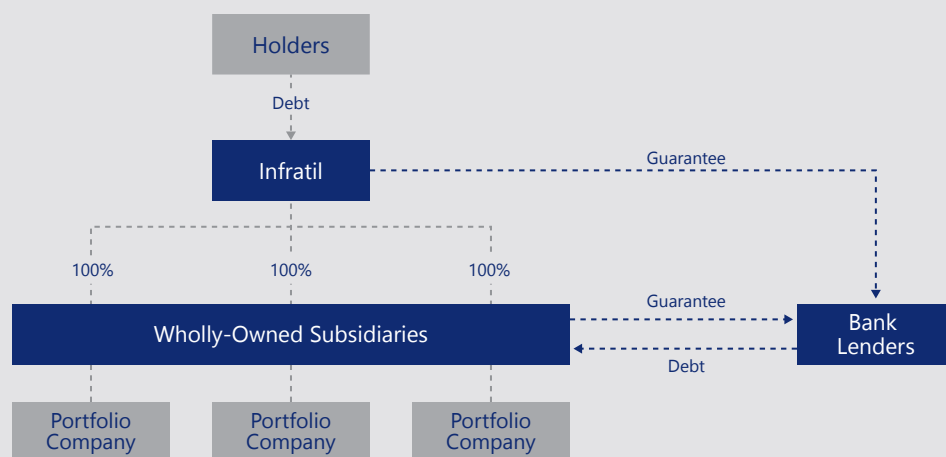 Holders
Debt
Infratil
Guarantee
100%
100%
100%
Wholly-Owned Subsidiaries
Guarantee
Debt
Bank
Lenders
Portfolio
Company
Portfolio
Company
Portfolio
Company